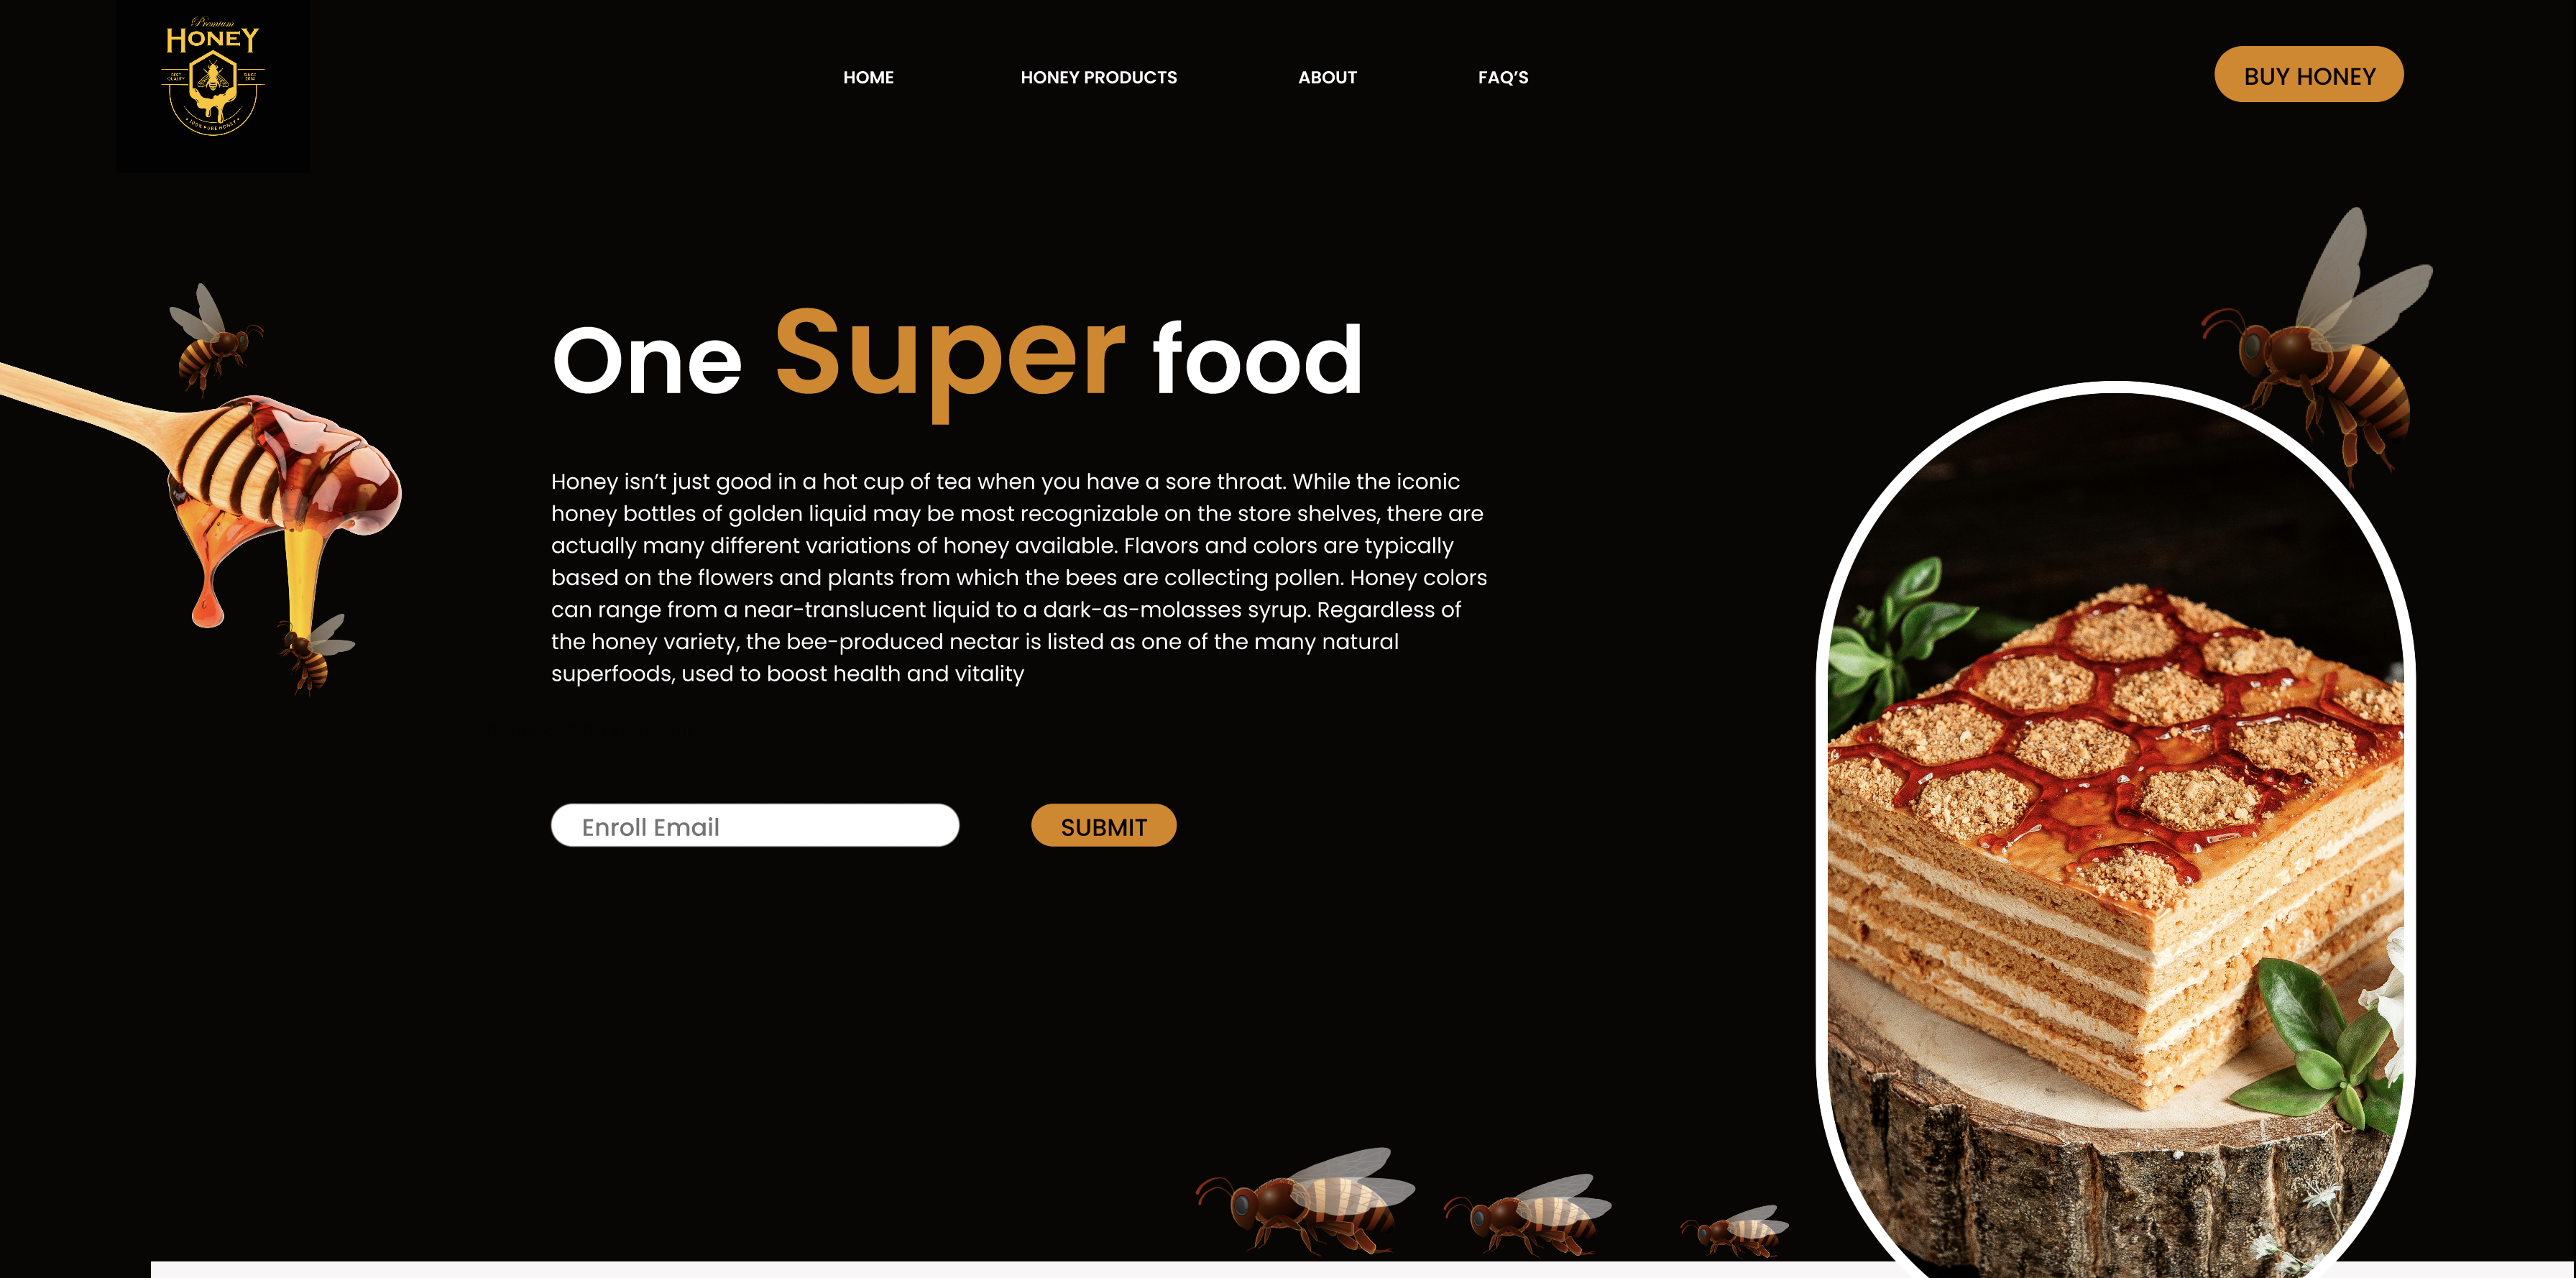 Premium
HONEY
BEST QUALITY
SINCE
100% PURE HONEY
HOME
HONEY PRODUCTS
ABOUT
FAQ'S
BUY HONEY
One Super food
Honey isn't just good in a hot cup of tea when you have a sore throat. While the iconic
honey bottles of golden liquid may be most recognizable on the store shelves, there are
actually many different variations of honey available. Flavors and colors are typically
based on the flowers and plants from which the bees are collecting pollen. Honey colors
can range from a near-translucent liquid to a dark-as-molasses syrup. Regardless of
the honey variety, the bee-produced nectar is listed as one of the many natural
superfoods, used to boost health and vitality
Enroll Email
SUBMIT